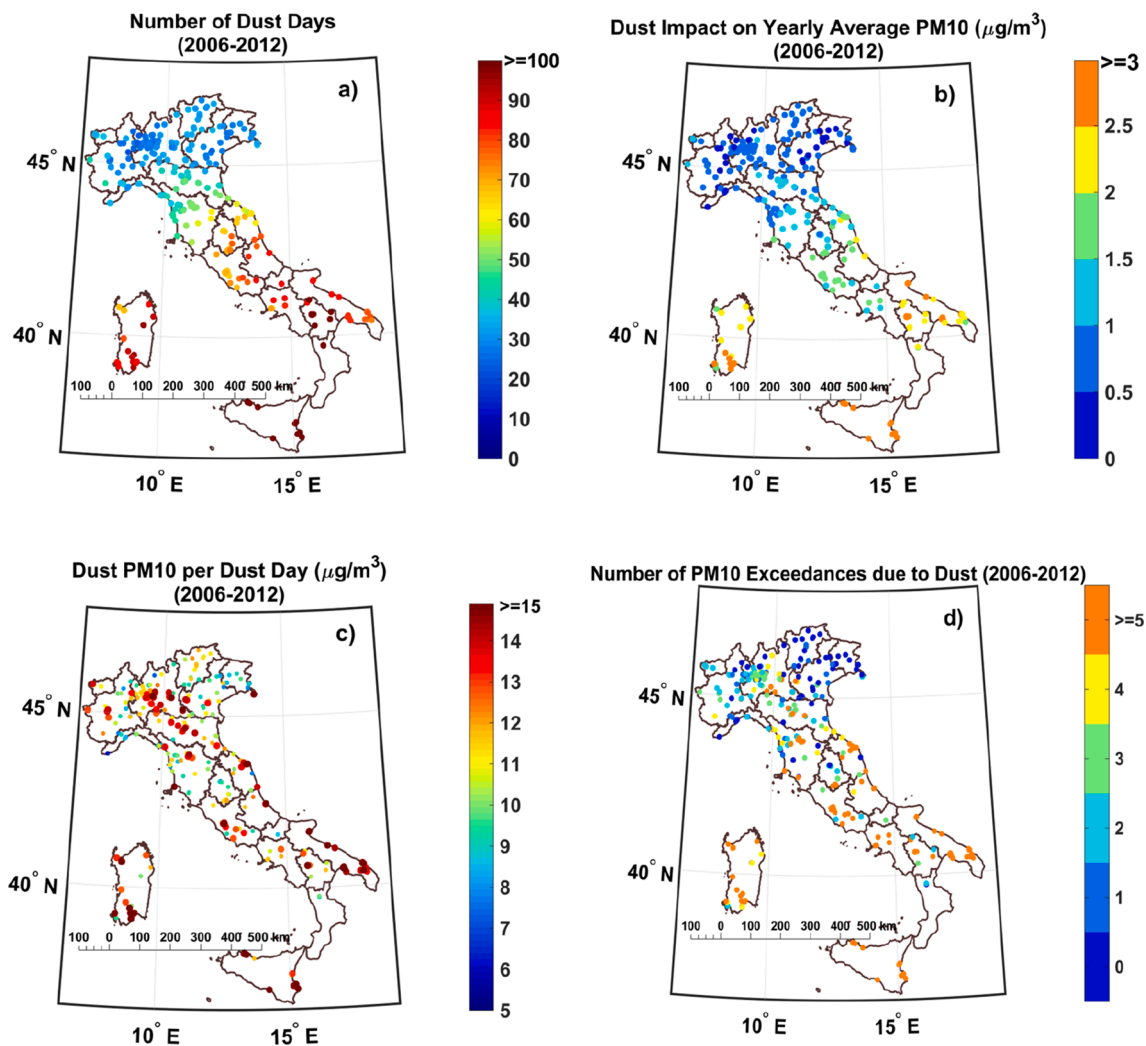 Number of Dust Days
(2006-2012)
a)
45° N
40° N
100 0 100 200 300 400 500 km
10° E 15° E
>=100
90
80
70
60
50
40
30
20
10
0
Dust Impact on Yearly Average PM10 (μg/m³)
(2006-2012)
b)
45° N
40° N
100 0 100 200 300 400 500 km
10° E 15° E
>=3
2.5
2
1.5
1
0.5
0
Dust PM10 per Dust Day (μg/m³)
(2006-2012)
c)
45° N
40° N
100 0 100 200 300 400 500 km
10° E 15° E
>=15
14
13
12
11
10
9
8
7
6
5
Number of PM10 Exceedances due to Dust (2006-2012)
d)
45° N
40° N
100 0 100 200 300 400 500 km
10° E 15° E
>=5
4
3
2
1
0